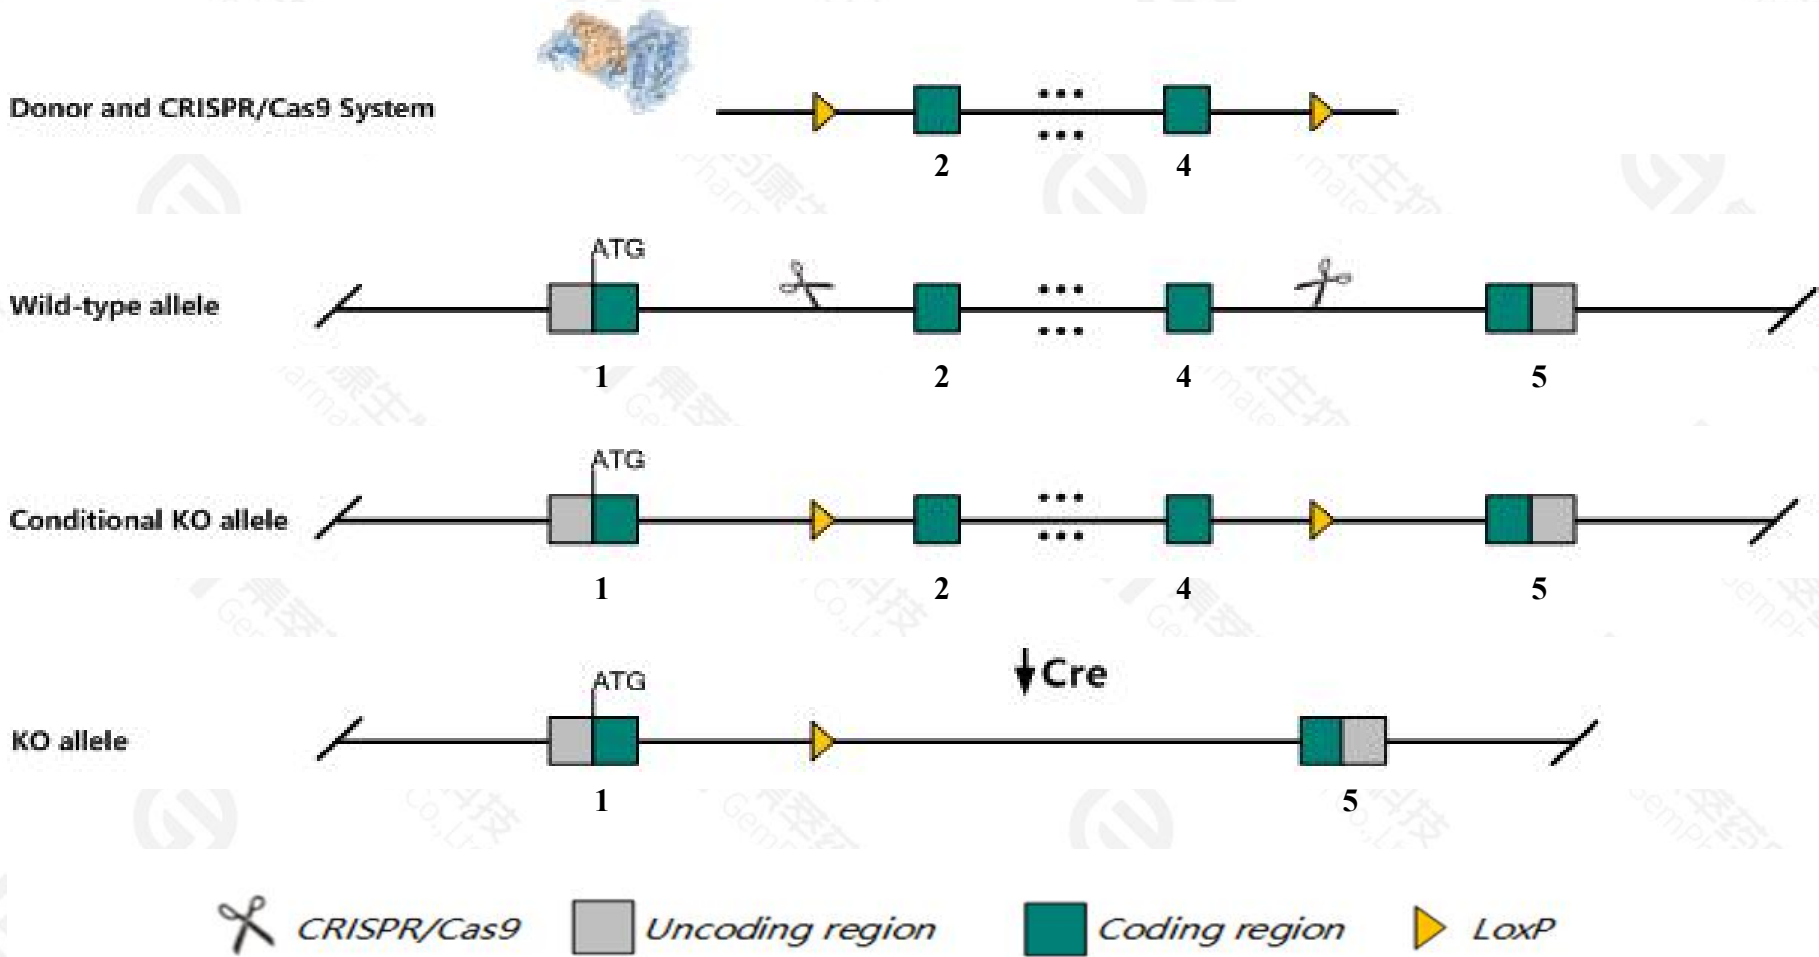 Donor and CRISPR/Cas9 System
••• •••
2 4
ATG
Wild-type allele
••• •••
1 2 4 5
ATG
Conditional KO allele
••• •••
1 2 4 5
Cre
ATG
KO allele
1 5
CRISPR/Cas9 Uncoding region Coding region LoxP